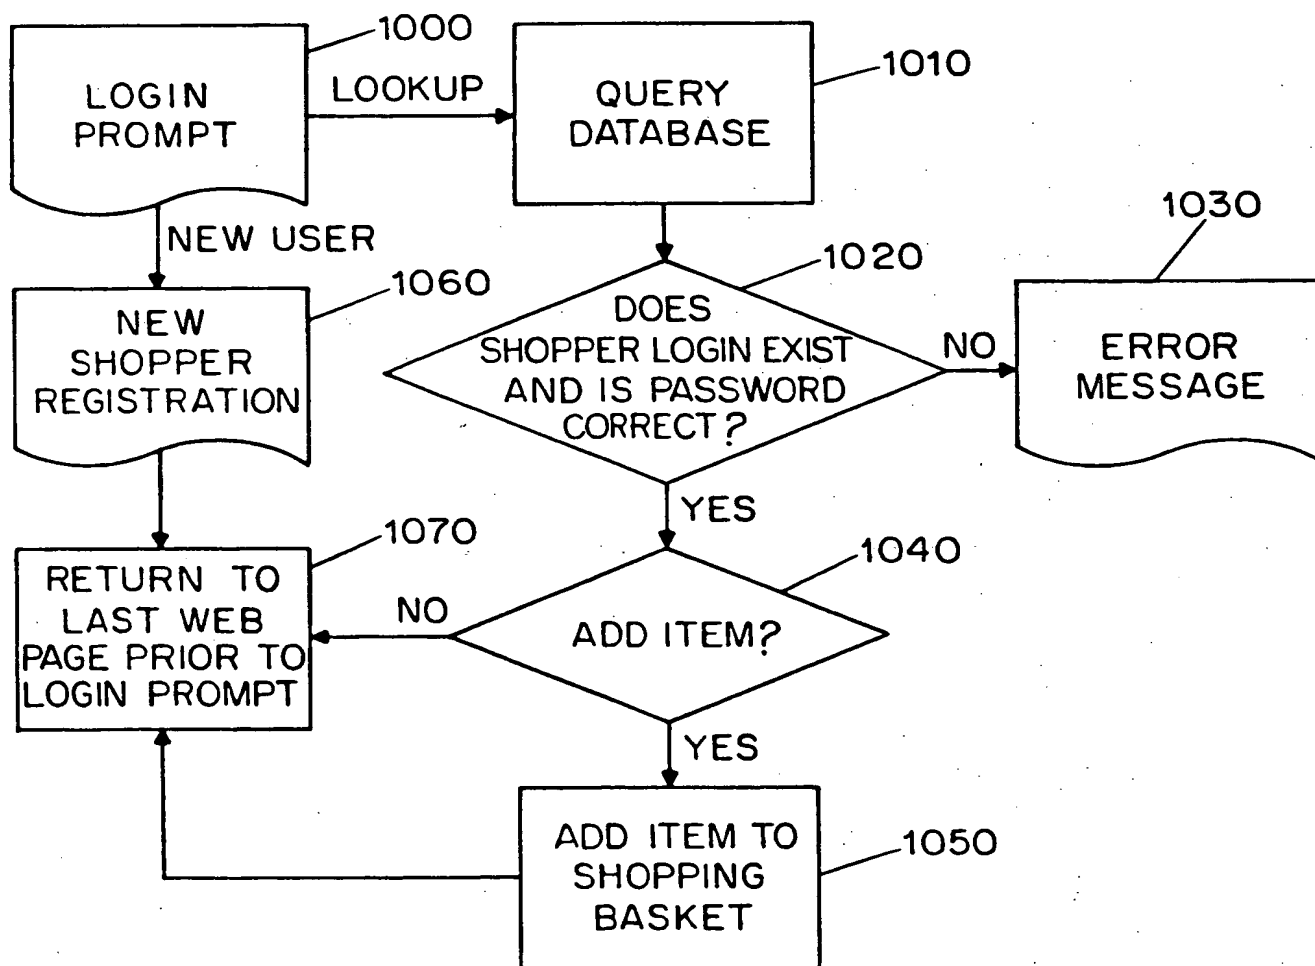 1000
LOGIN
PROMPT
LOOKUP
QUERY
DATABASE
1010
NEW USER
1060
NEW
SHOPPER
REGISTRATION
1020
DOES
SHOPPER LOGIN EXIST
AND IS PASSWORD
CORRECT?
NO
1030
ERROR
MESSAGE
YES
1070
RETURN TO
LAST WEB
PAGE PRIOR TO
LOGIN PROMPT
NO
1040
ADD ITEM?
YES
ADD ITEM TO
SHOPPING
BASKET
1050